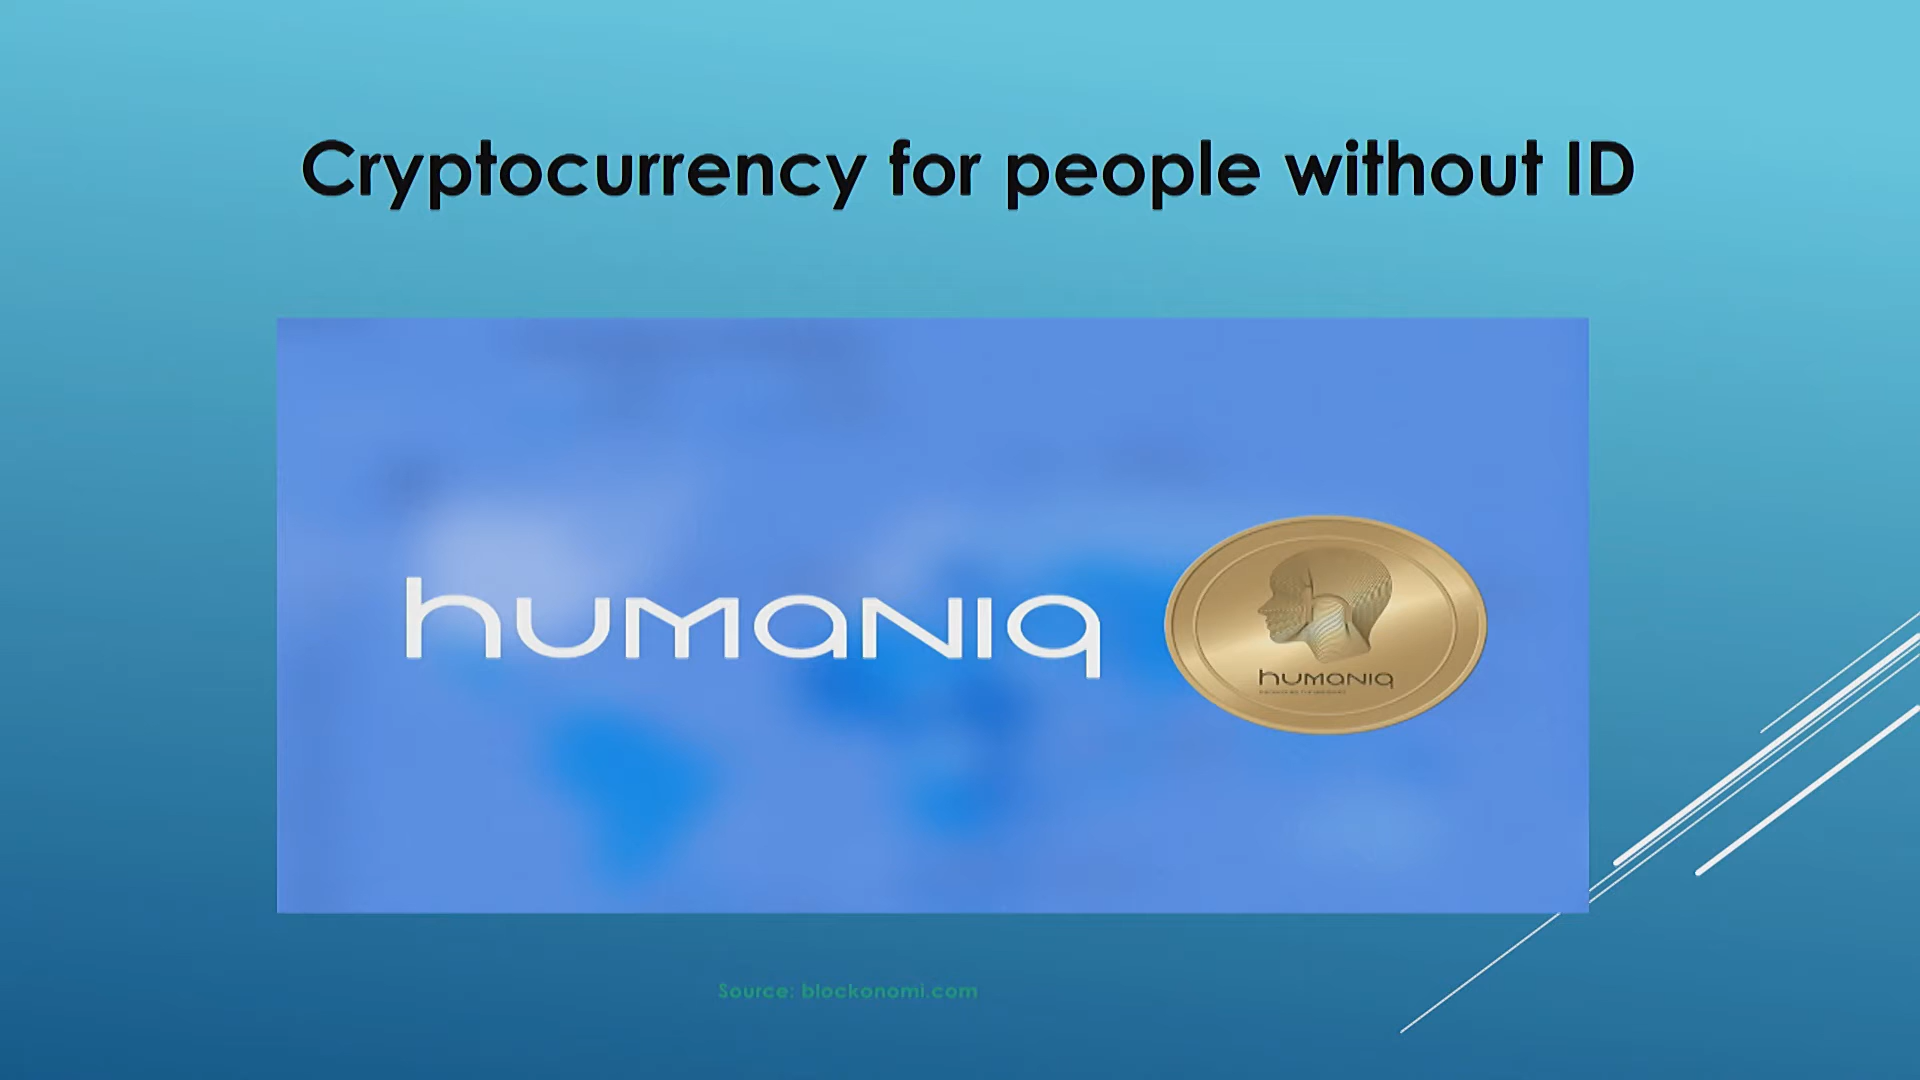 Cryptocurrency for people without ID
humaniq
humaniq
Source: blockonomi.com